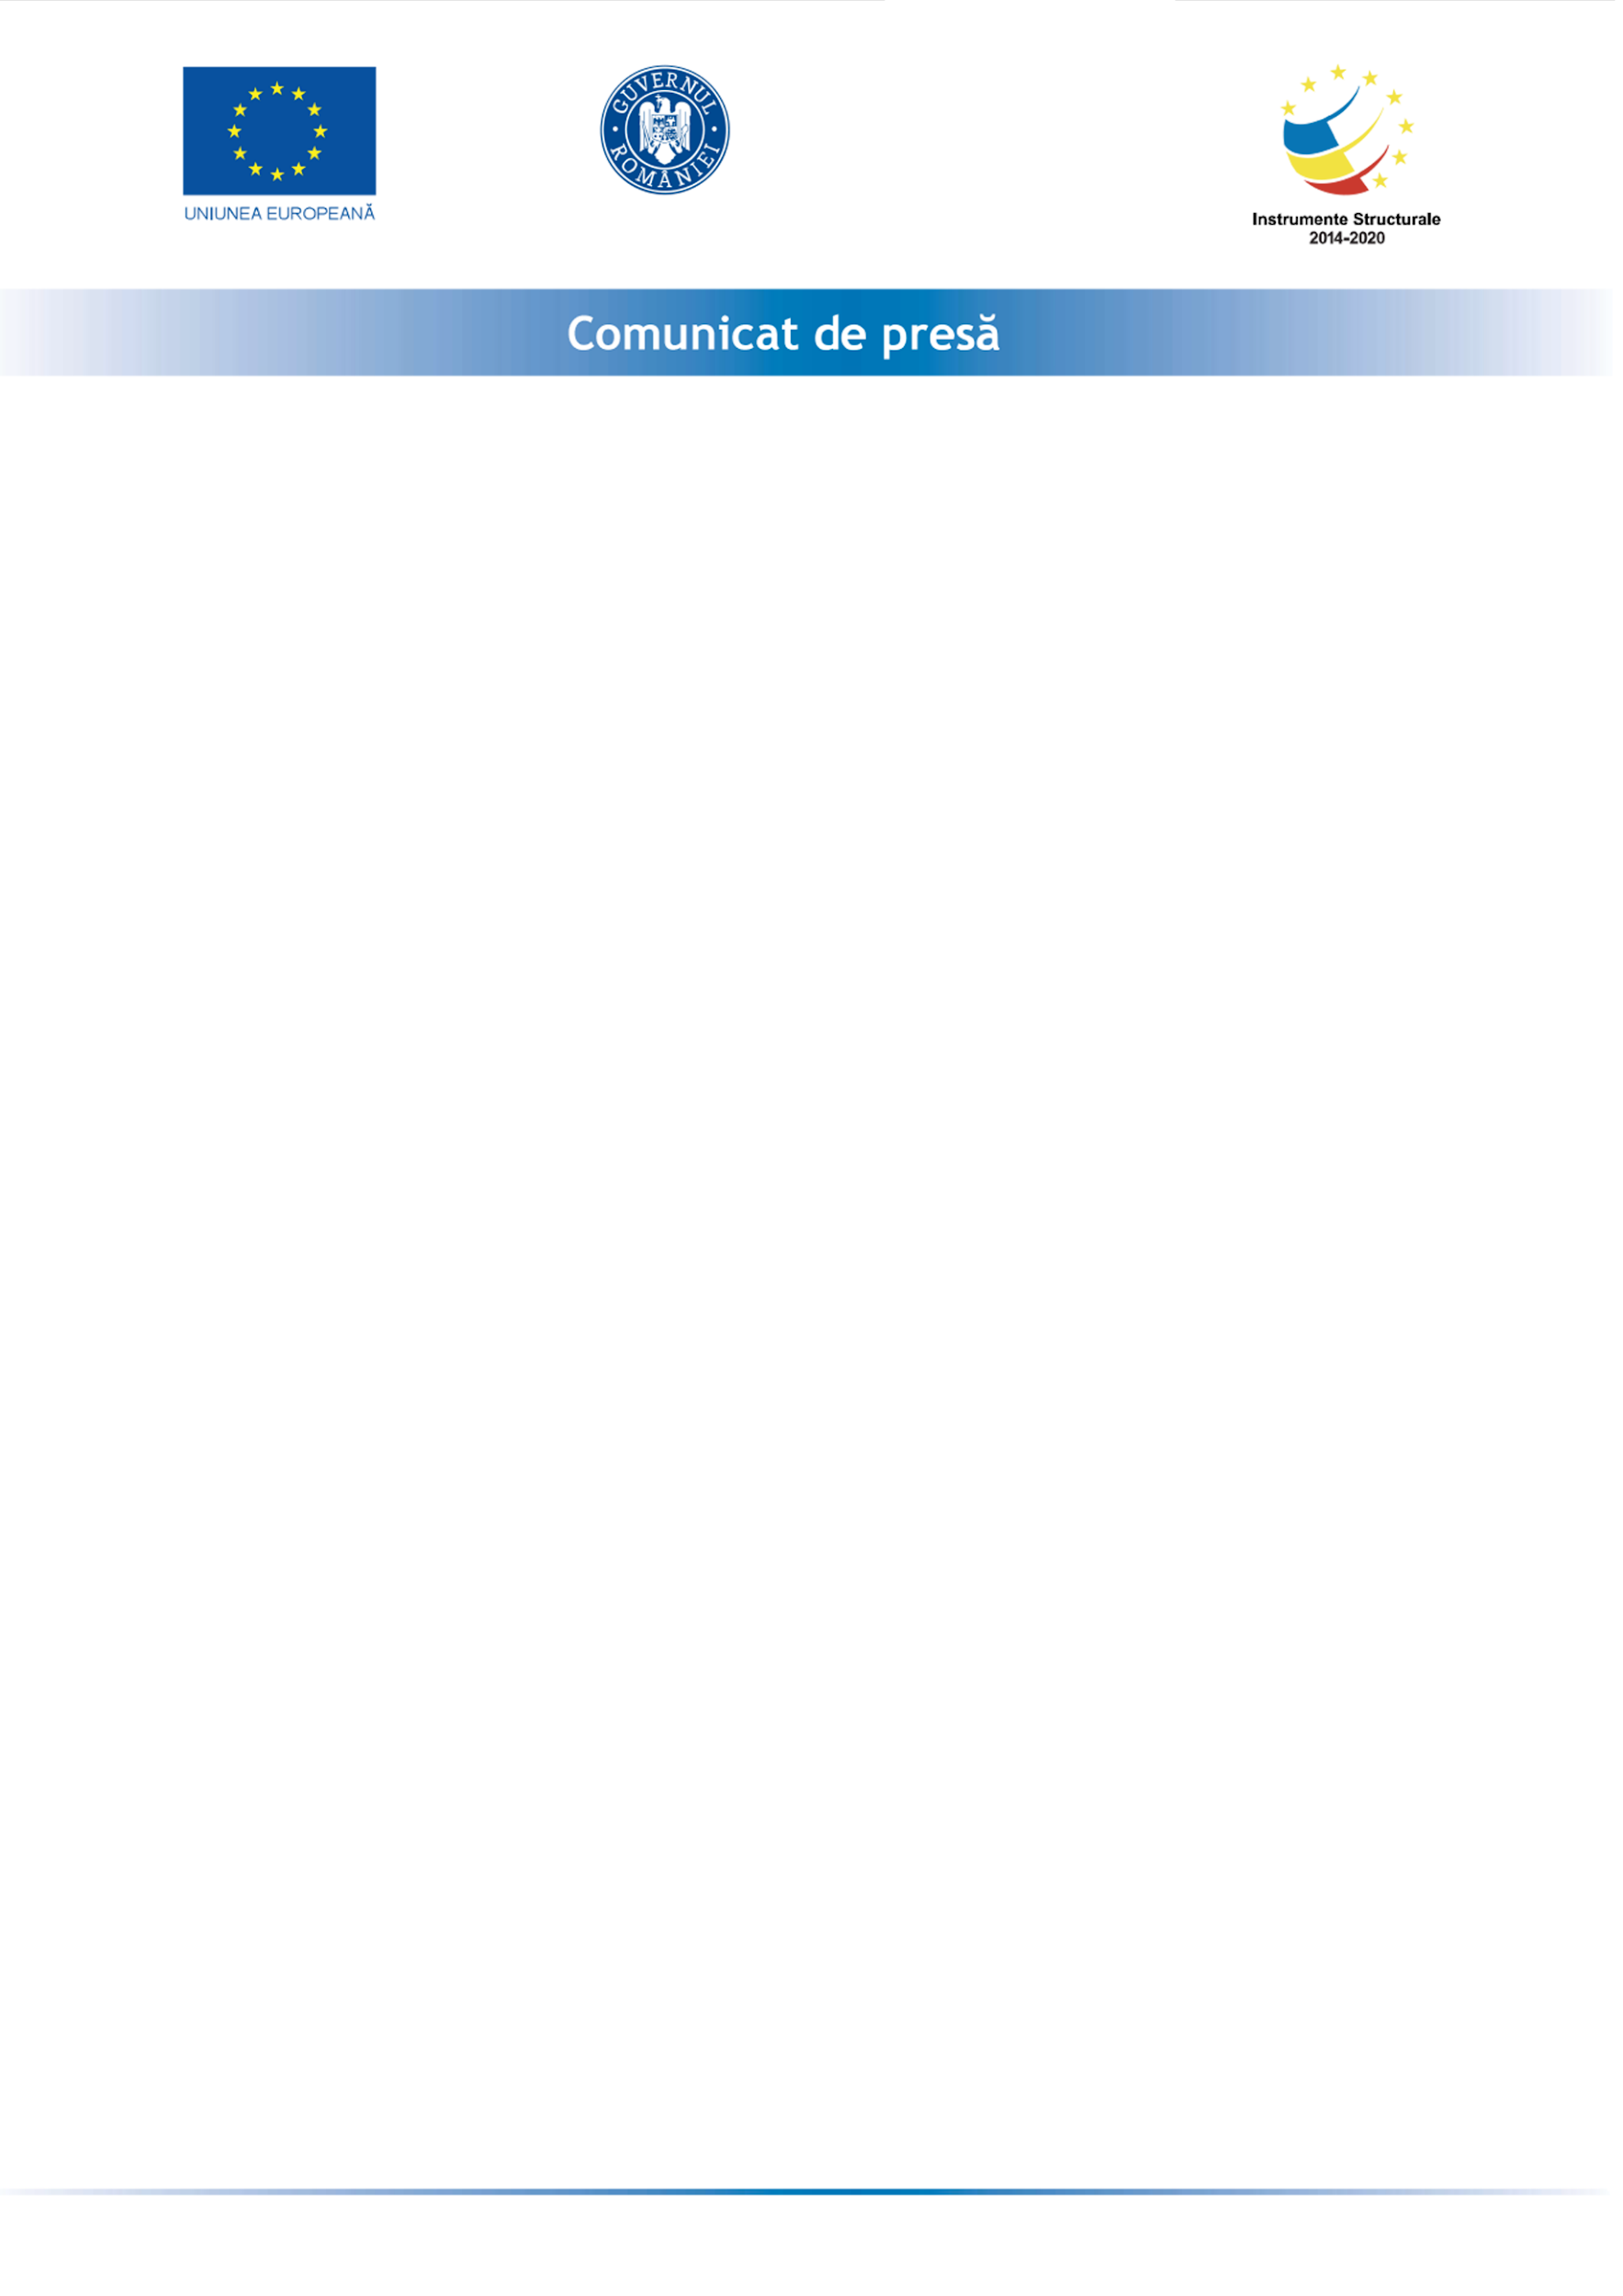 UNIUNEA EUROPEANĂ
GUVERNUL ROMÂNIEI
Instrumente Structurale
2014-2020
Comunicat de presă